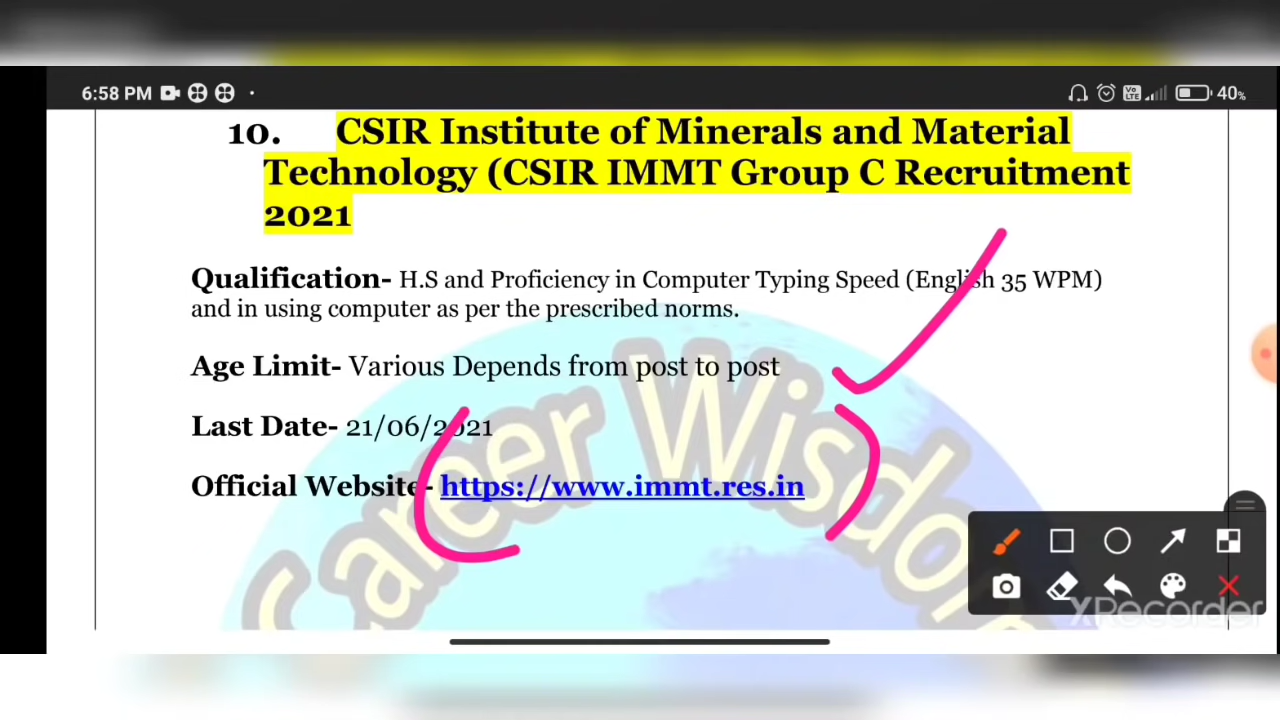 6:58 PM
Vo LTE 40%
10. CSIR Institute of Minerals and Material
Technology (CSIR IMMT Group C Recruitment
2021
Qualification- H.S and Proficiency in Computer Typing Speed (English 35 WPM)
and in using computer as per the prescribed norms.
Age Limit- Various Depends from post to post
Last Date- 21/06/2021
Official Website- https://www.immt.res.in
Career Wisdom
XRecorder